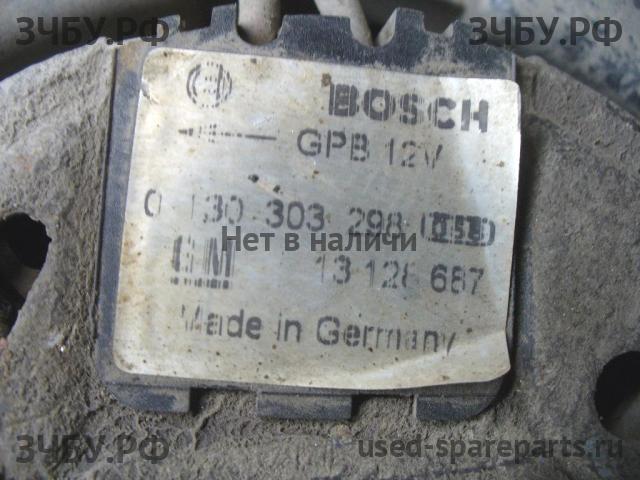 ЗЧБУ.РФ
ЗЧБУ.РФ
BOSCH
GPB 12V
0 130 303 298
Нет в наличи
GM
13 128 687
Made in Germany
ЗЧБУ.РФ
used-spareparts.ru